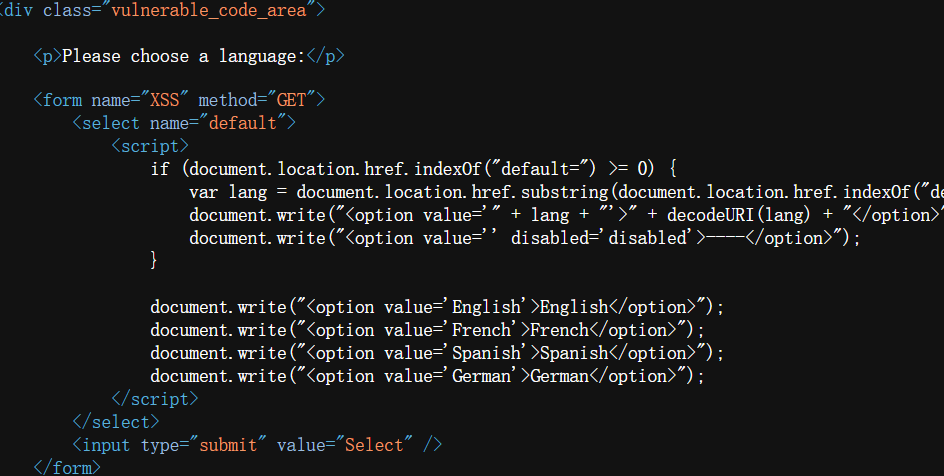 <div class="vulnerable_code_area">
<p>Please choose a language:</p>
<form name="XSS" method="GET">
<select name="default">
<script>
if (document.location.href.indexOf("default=") >= 0) {
var lang = document.location.href.substring(document.location.href.indexOf("de
document.write("<option value='" + lang + "'>" + decodeURI(lang) + "</option>"
document.write("<option value='' disabled='disabled'>----</option>");
}
document.write("<option value='English'>English</option>");
document.write("<option value='French'>French</option>");
document.write("<option value='Spanish'>Spanish</option>");
document.write("<option value='German'>German</option>");
</script>
</select>
<input type="submit" value="Select" />
</form>